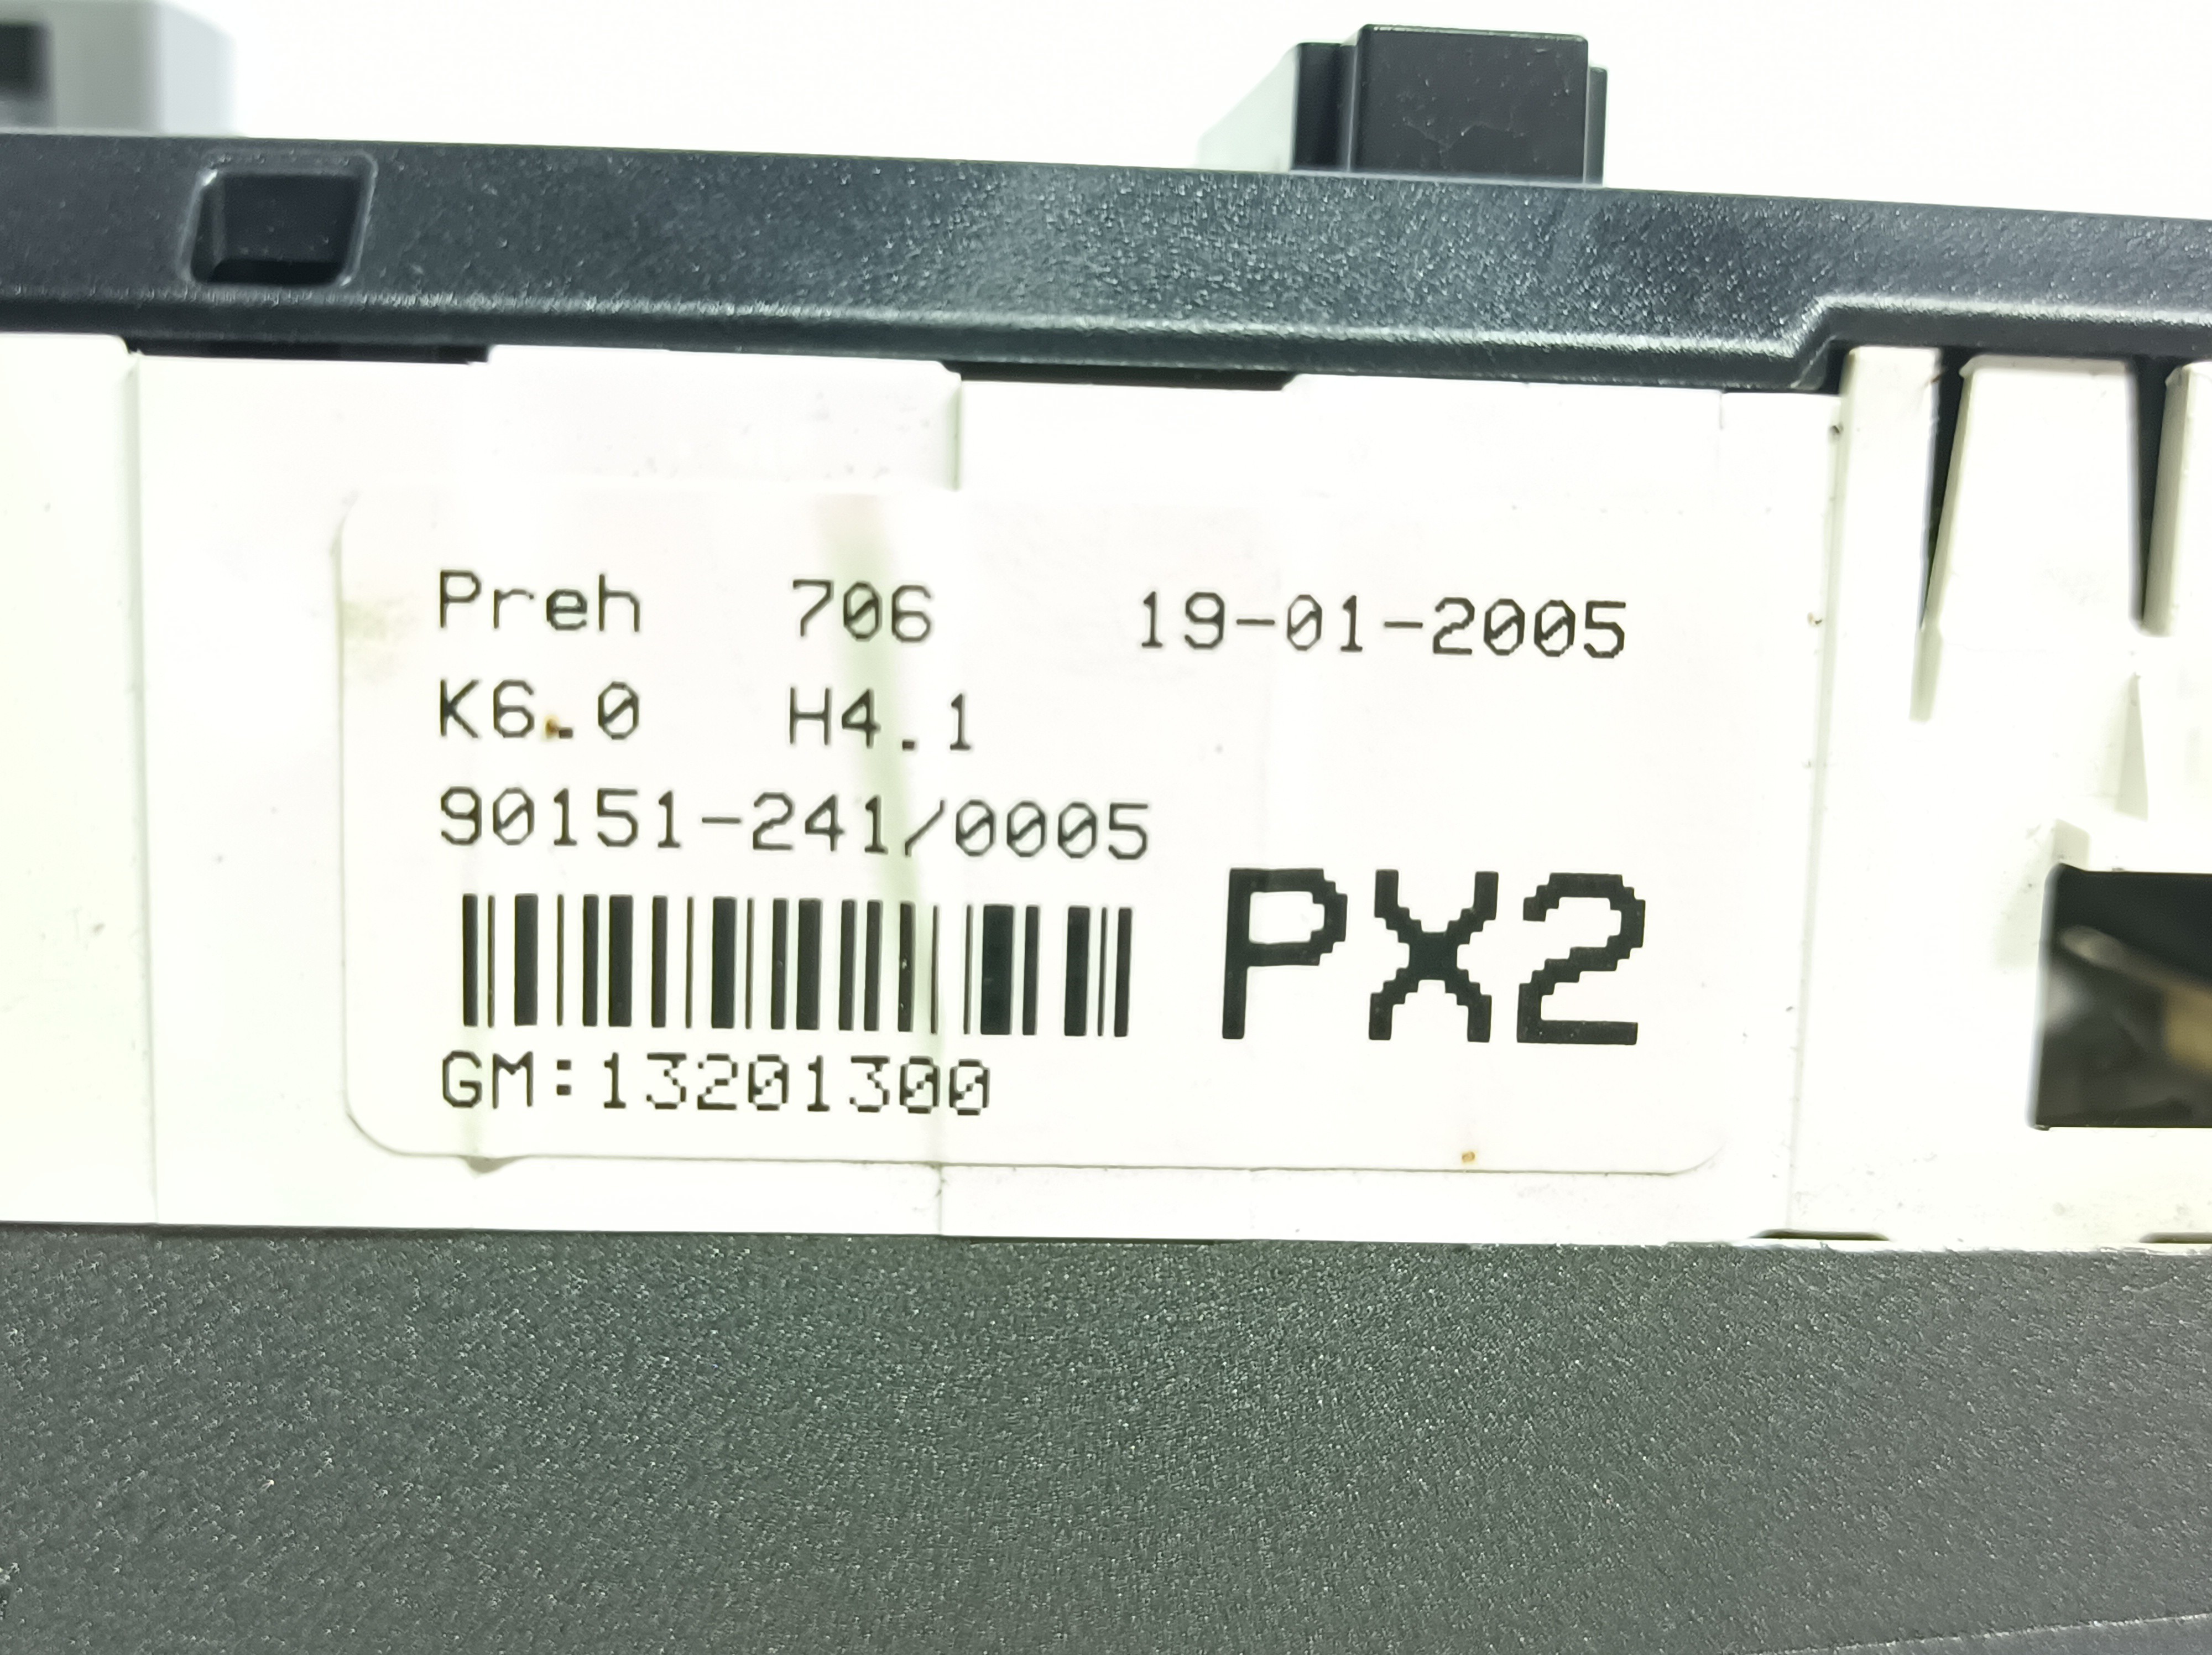 Preh 706 19-01-2005
K6.0 H4.1
90151-241/0005
PX2
GM:13201300